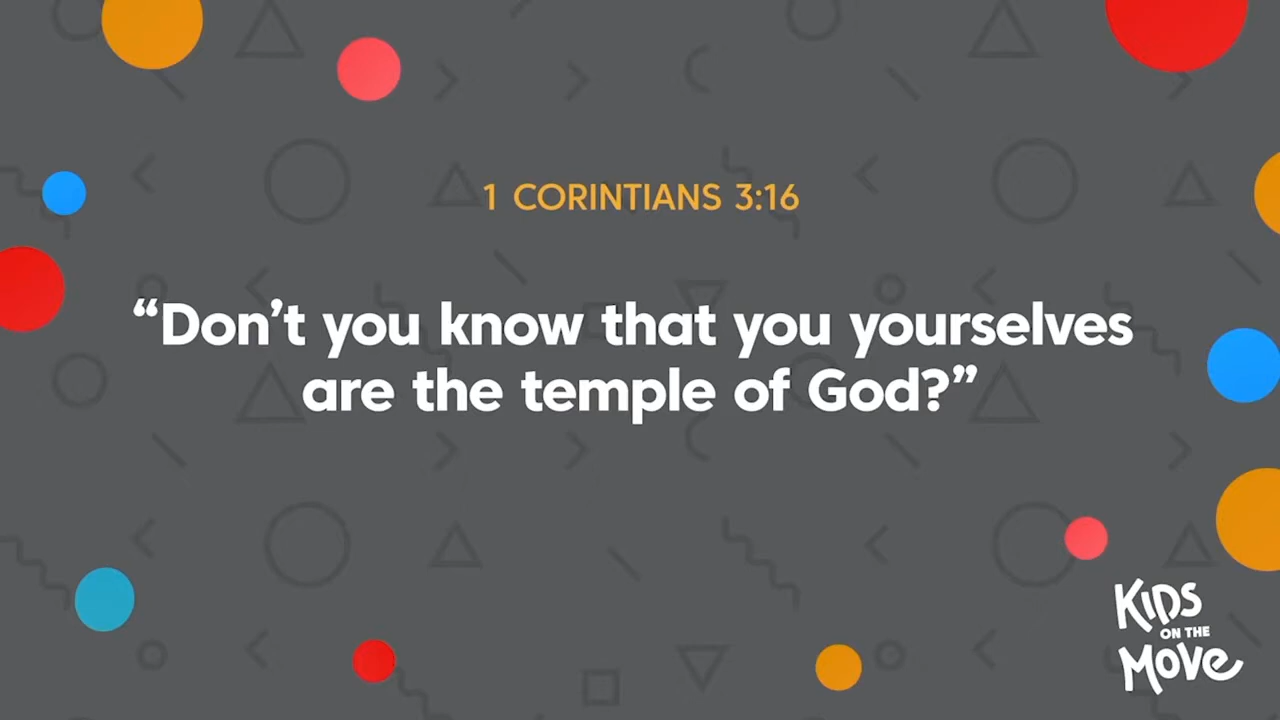 1 CORINTIANS 3:16
“Don’t you know that you yourselves
are the temple of God?”
KIDS
ON THE
MOVe